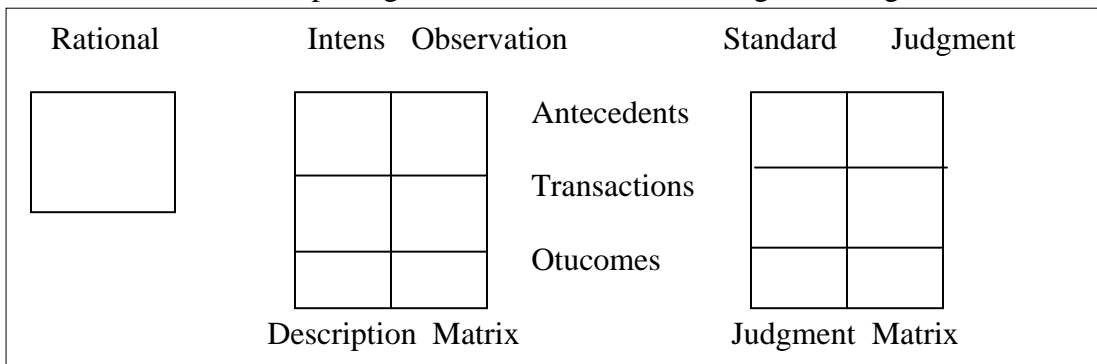 Rational Intens Observation Standard Judgment
Antecedents
Transactions
Otucomes
Description Matrix Judgment Matrix